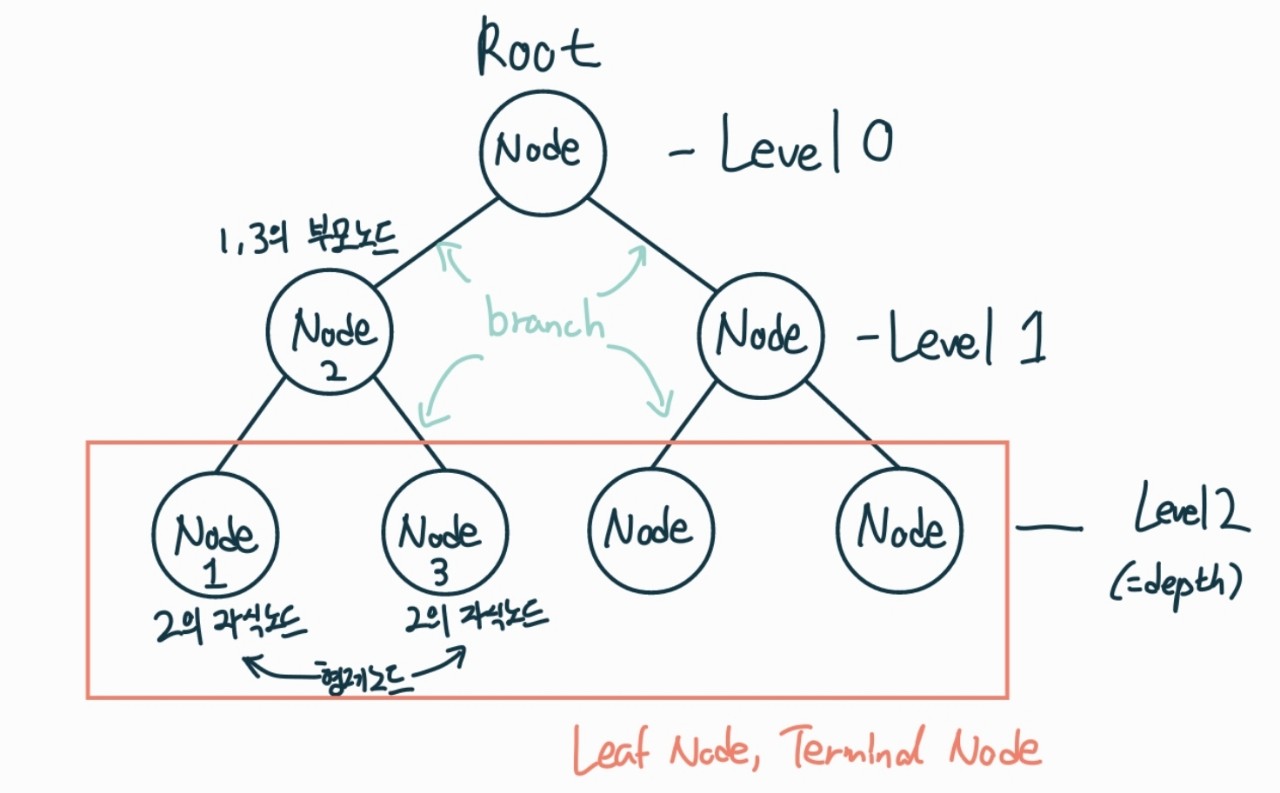 Root
Node
- Level 0
1,3의 부모노드
branch
Node
2
Node
- Level 1
Node
1
Node
3
Node
Node
Level 2
(=depth)
2의 자식노드
2의 자식노드
형제노드
Leaf Node, Terminal Node